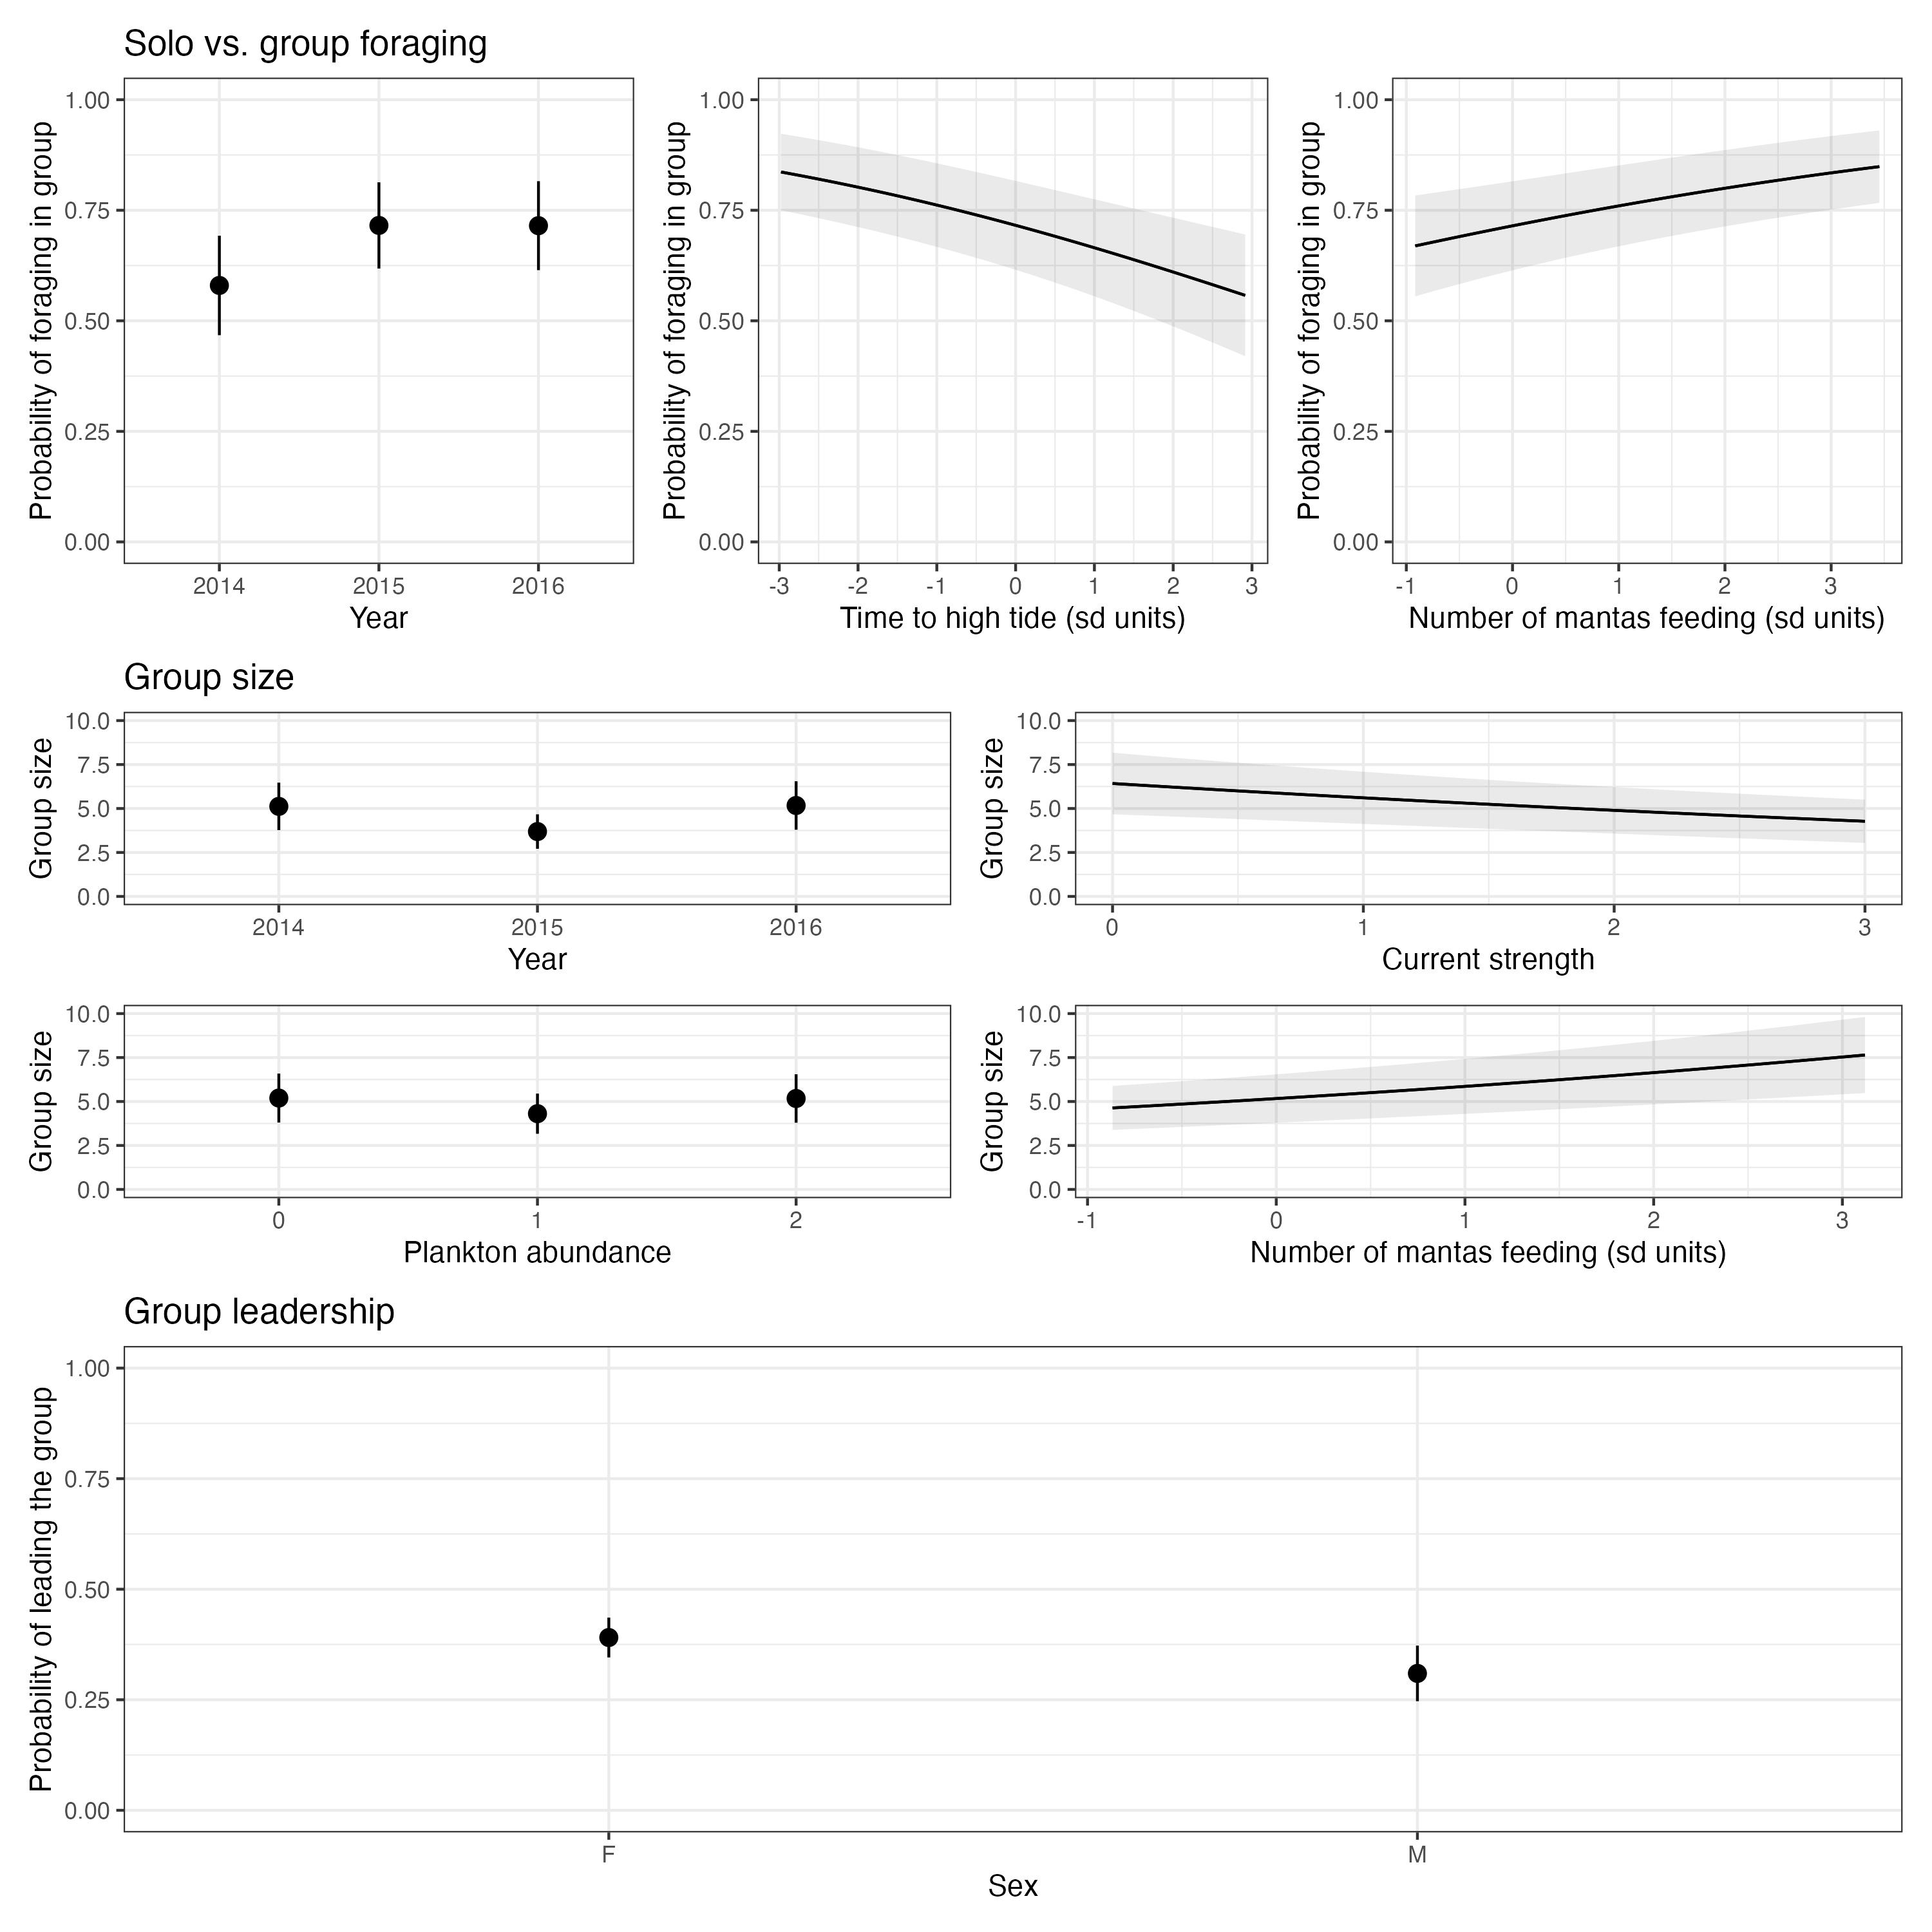 Solo vs. group foraging
Probability of foraging in group
1.00
0.75
0.50
0.25
0.00
2014 2015 2016
Year
Probability of foraging in group
1.00
0.75
0.50
0.25
0.00
-3 -2 -1 0 1 2 3
Time to high tide (sd units)
Probability of foraging in group
1.00
0.75
0.50
0.25
0.00
-1 0 1 2 3
Number of mantas feeding (sd units)
Group size
Group size
10.0
7.5
5.0
2.5
0.0
2014 2015 2016
Year
Group size
10.0
7.5
5.0
2.5
0.0
0 1 2 3
Current strength
Group size
10.0
7.5
5.0
2.5
0.0
0 1 2
Plankton abundance
Group size
10.0
7.5
5.0
2.5
0.0
-1 0 1 2 3
Number of mantas feeding (sd units)
Group leadership
Probability of leading the group
1.00
0.75
0.50
0.25
0.00
F M
Sex